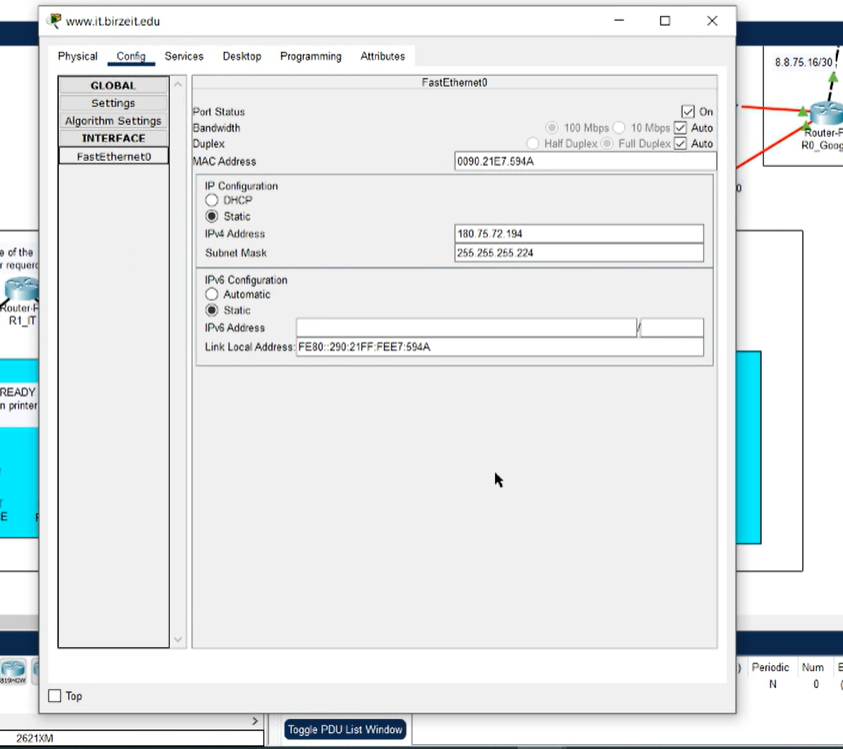 www.it.birzeit.edu
Physical Config Services Desktop Programming Attributes
GLOBAL
Settings
Algorithm Settings
INTERFACE
FastEthernet0
FastEthernet0
Port Status On
Bandwidth 100 Mbps 10 Mbps Auto
Duplex Half Duplex Full Duplex Auto
MAC Address 0090.21E7.594A
IP Configuration
DHCP
Static
IPv4 Address 180.75.72.194
Subnet Mask 255.255.255.224
IPv6 Configuration
Automatic
Static
IPv6 Address /
Link Local Address: FE80::290:21FF:FEE7:594A
Top
8.8.75.16/30
Router-P
R0_Goog
0
e of the
r requerd
Router-P
R1_IT
READY
n printer
E
819HGW
2621XM
Toggle PDU List Window
) Periodic Num E
N 0 (